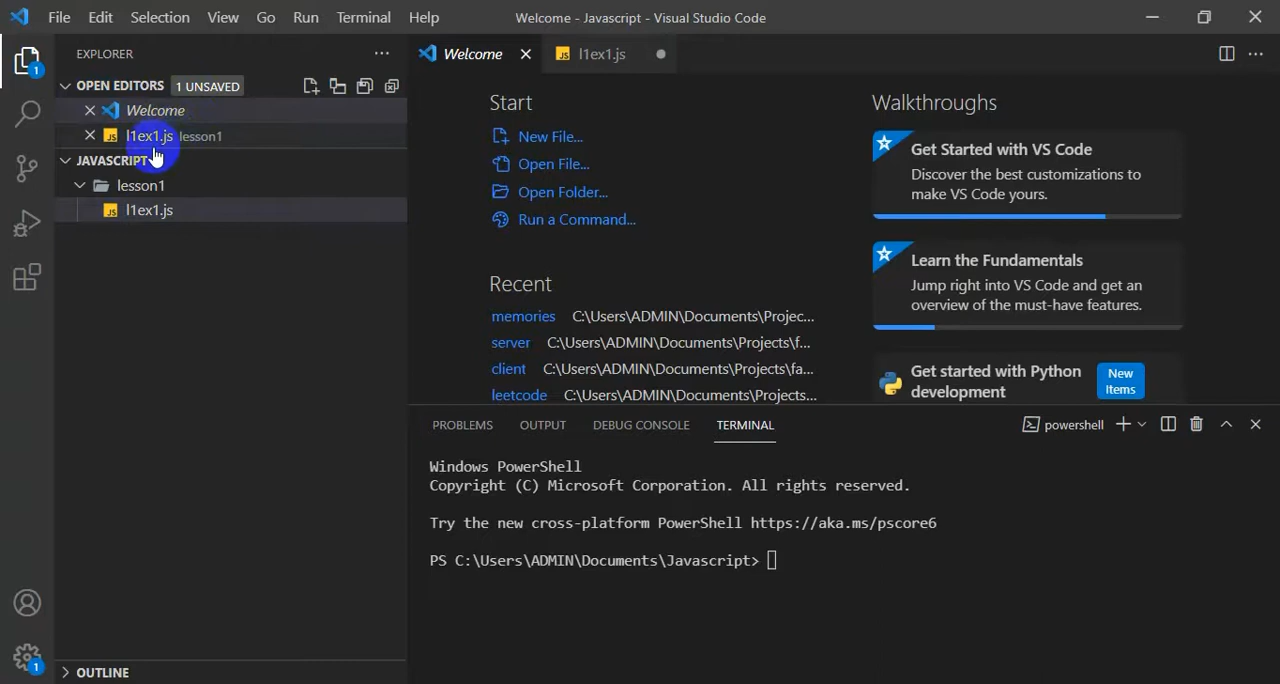 File Edit Selection View Go Run Terminal Help Welcome - Javascript - Visual Studio Code
EXPLORER
OPEN EDITORS 1 UNSAVED
Welcome
l1ex1.js lesson1
JAVASCRIPT
lesson1
l1ex1.js
OUTLINE
1
1
Welcome l1ex1.js
Start
New File...
Open File...
Open Folder...
Run a Command...
Recent
memories C:\Users\ADMIN\Documents\Projec...
server C:\Users\ADMIN\Documents\Projects\f...
client C:\Users\ADMIN\Documents\Projects\fa...
leetcode C:\Users\ADMIN\Documents\Projects...
Walkthroughs
Get Started with VS Code
Discover the best customizations to
make VS Code yours.
Learn the Fundamentals
Jump right into VS Code and get an
overview of the must-have features.
Get started with Python
development
New
Items
PROBLEMS OUTPUT DEBUG CONSOLE TERMINAL powershell
Windows PowerShell
Copyright (C) Microsoft Corporation. All rights reserved.
Try the new cross-platform PowerShell https://aka.ms/pscore6
PS C:\Users\ADMIN\Documents\Javascript>